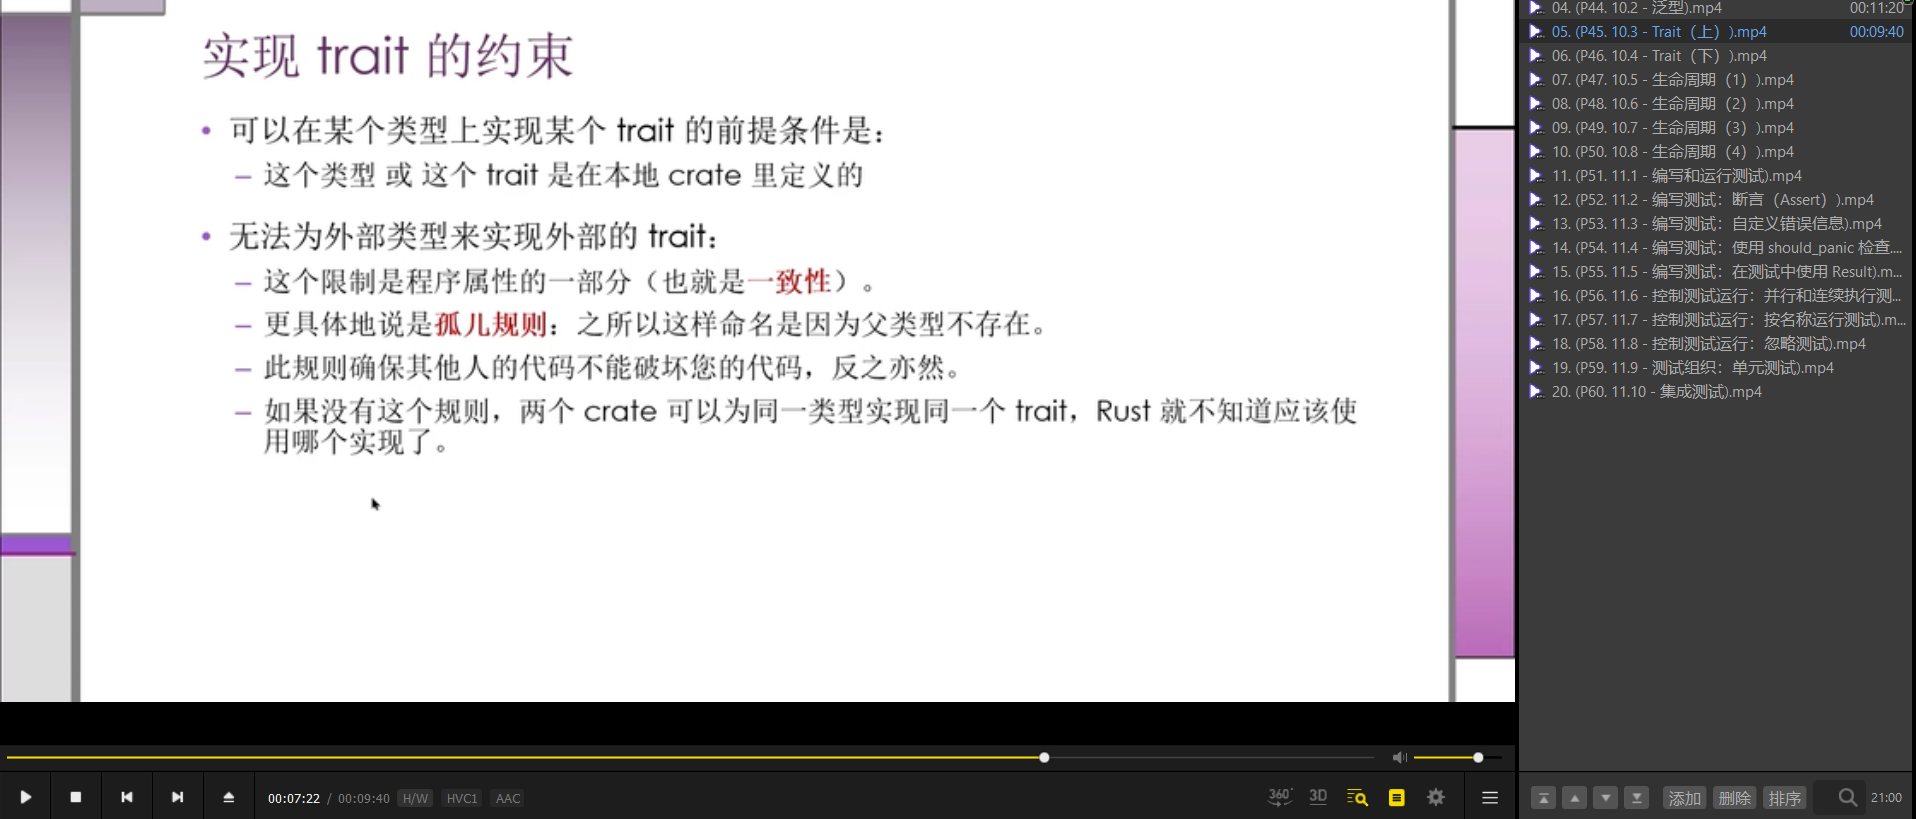 实现 trait 的约束
• 可以在某个类型上实现某个 trait 的前提条件是：
– 这个类型 或 这个 trait 是在本地 crate 里定义的
• 无法为外部类型来实现外部的 trait：
– 这个限制是程序属性的一部分（也就是一致性）。
– 更具体地说是孤儿规则：之所以这样命名是因为父类型不存在。
– 此规则确保其他人的代码不能破坏您的代码，反之亦然。
– 如果没有这个规则，两个 crate 可以为同一类型实现同一个 trait，Rust 就不知道应该使
用哪个实现了。
04. (P44. 10.2 - 泛型).mp4 00:11:20
05. (P45. 10.3 - Trait（上）).mp4 00:09:40
06. (P46. 10.4 - Trait（下）).mp4
07. (P47. 10.5 - 生命周期（1）).mp4
08. (P48. 10.6 - 生命周期（2）).mp4
09. (P49. 10.7 - 生命周期（3）).mp4
10. (P50. 10.8 - 生命周期（4）).mp4
11. (P51. 11.1 - 编写和运行测试).mp4
12. (P52. 11.2 - 编写测试：断言（Assert）).mp4
13. (P53. 11.3 - 编写测试：自定义错误信息).mp4
14. (P54. 11.4 - 编写测试：使用 should_panic 检查....
15. (P55. 11.5 - 编写测试：在测试中使用 Result).m...
16. (P56. 11.6 - 控制测试运行：并行和连续执行测...
17. (P57. 11.7 - 控制测试运行：按名称运行测试).m...
18. (P58. 11.8 - 控制测试运行：忽略测试).mp4
19. (P59. 11.9 - 测试组织：单元测试).mp4
20. (P60. 11.10 - 集成测试).mp4
00:07:22 / 00:09:40 H/W HVC1 AAC
360° 3D
添加 删除 排序 21:00